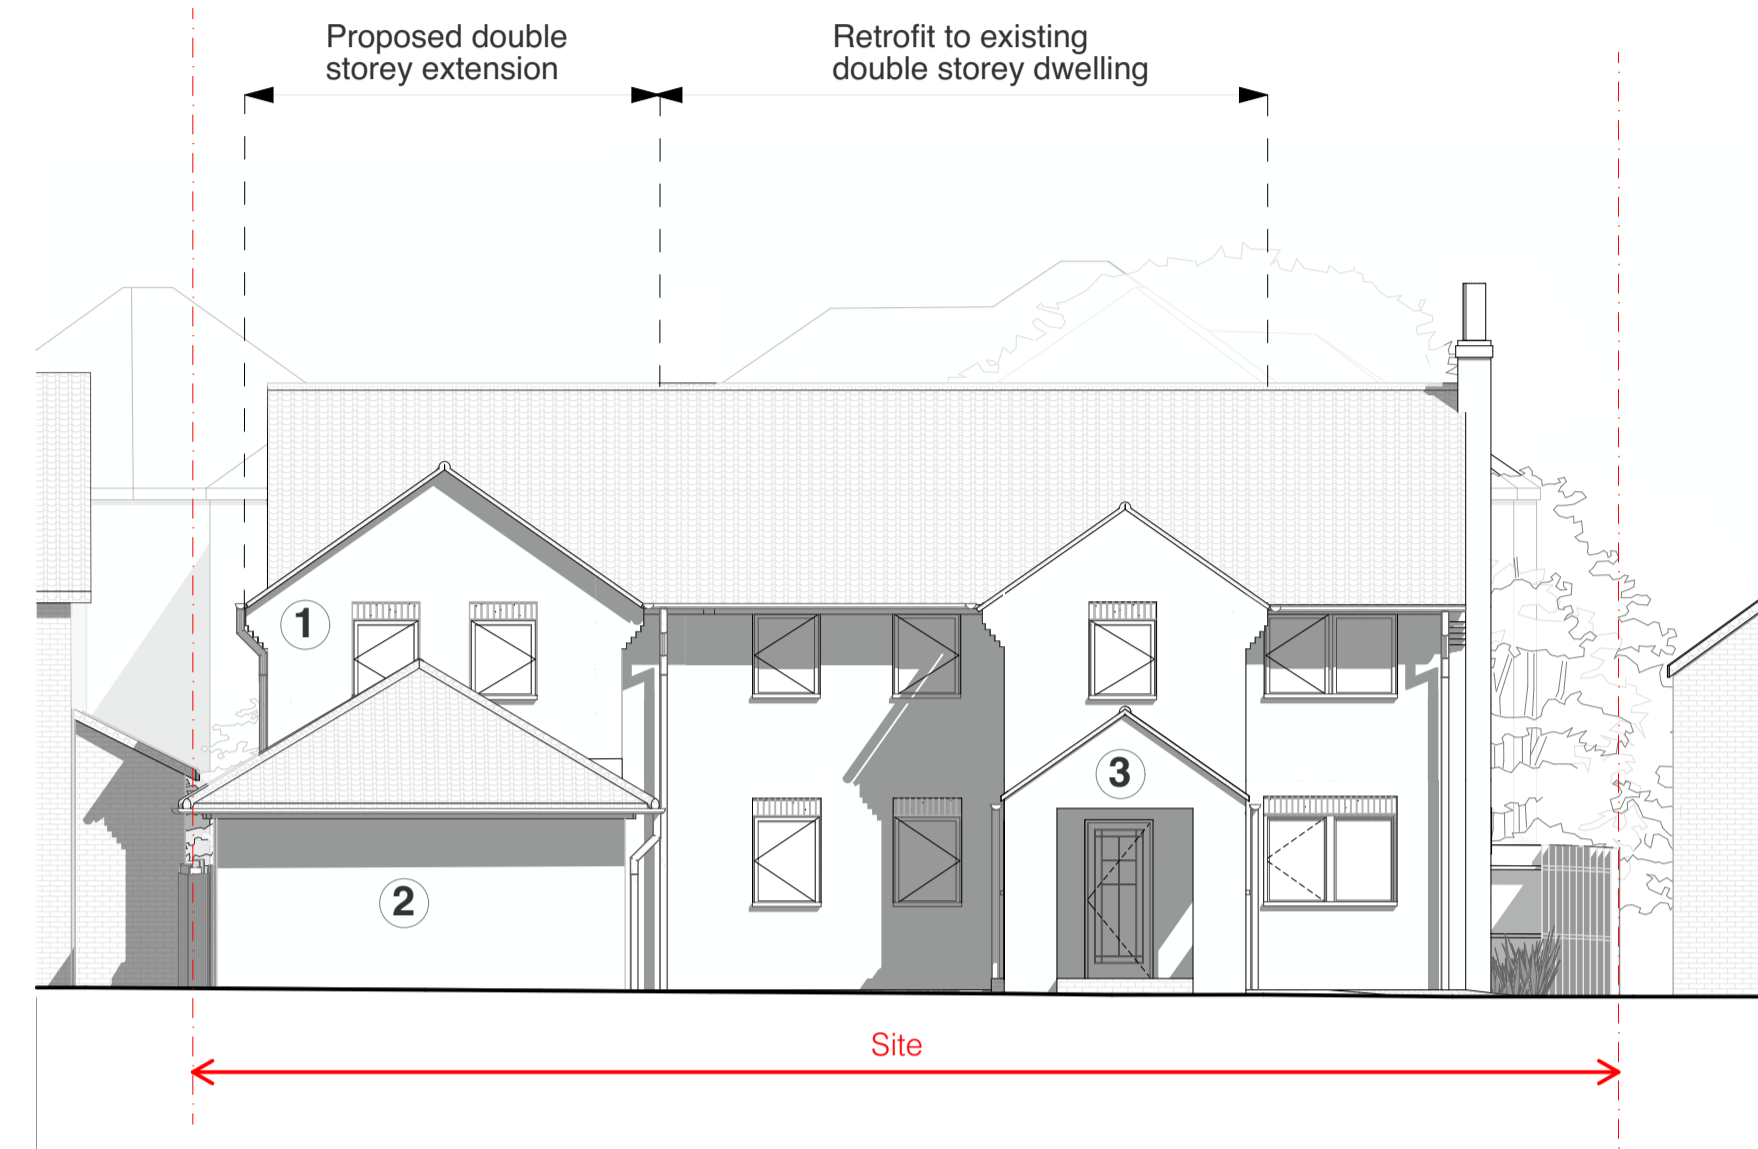 Proposed double
storey extension
Retrofit to existing
double storey dwelling
1
2
3
Site